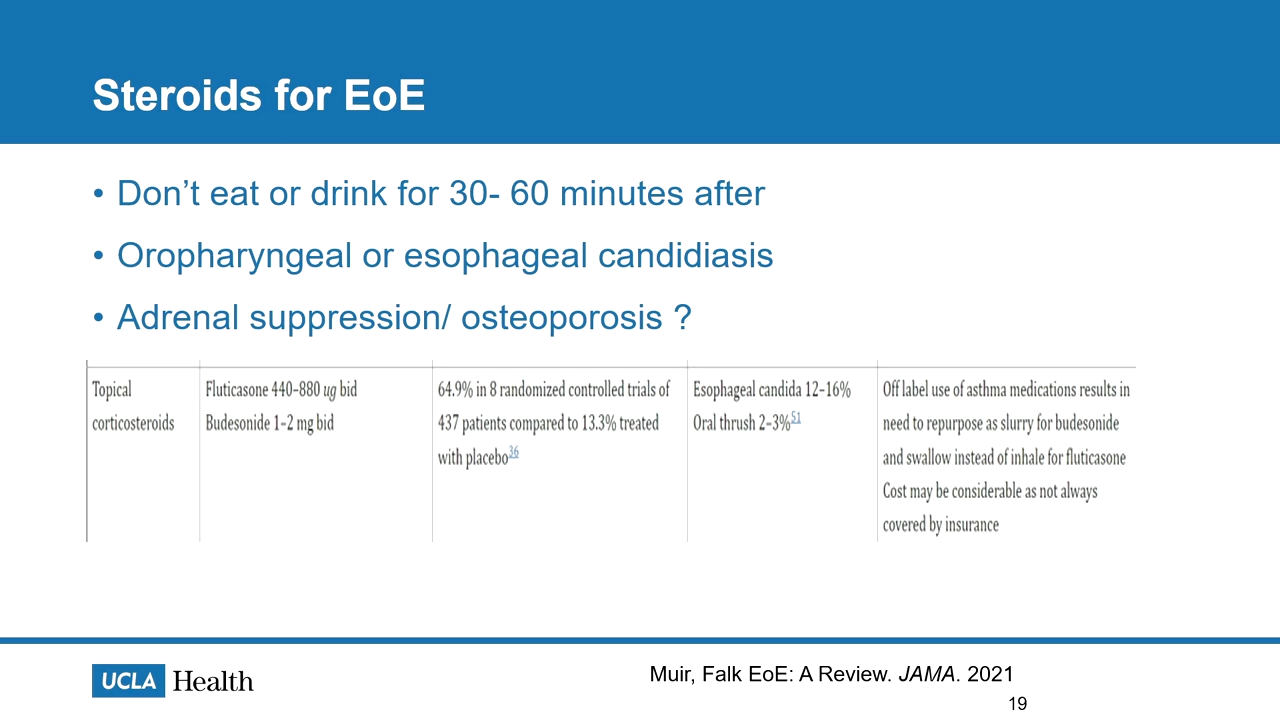 Steroids for EoE
• Don’t eat or drink for 30- 60 minutes after
• Oropharyngeal or esophageal candidiasis
• Adrenal suppression/ osteoporosis ?
Topical
corticosteroids
Fluticasone 440–880 ug bid
Budesonide 1–2 mg bid
64.9% in 8 randomized controlled trials of
437 patients compared to 13.3% treated
with placebo36
Esophageal candida 12–16%
Oral thrush 2–3%51
Off label use of asthma medications results in
need to repurpose as slurry for budesonide
and swallow instead of inhale for fluticasone
Cost may be considerable as not always
covered by insurance
UCLA Health
Muir, Falk EoE: A Review. JAMA. 2021
19